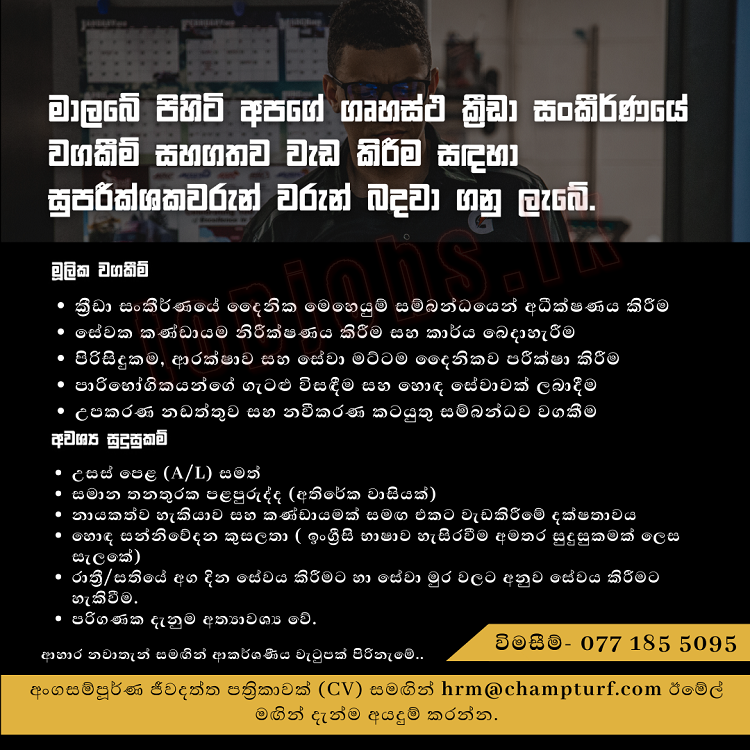 මාලබේ පිහිටි අපගේ ගෘහස්ථ ක්‍රීඩා සංකීර්ණයේ
වගකීම් සහගතව වැඩ කිරීම සඳහා
සුපරීක්ශකවරුන් වරුන් බඳවා ගනු ලැබේ.
මූලික වගකීම්
• ක්‍රීඩා සංකීර්ණයේ දෛනික මෙහෙයුම් සම්බන්ධයෙන් අධීක්ෂණය කිරීම
• සේවක කණ්ඩායම නිරීක්ෂණය කිරීම සහ කාර්ය බෙදාහැරීම
• පිරිසිදුකම, ආරක්ෂාව සහ සේවා මට්ටම දෛනිකව පරීක්ෂා කිරීම
• පාරිභෝගිකයන්ගේ ගැටළු විසඳීම සහ හොඳ සේවාවක් ලබාදීම
• උපකරණ නඩත්තුව සහ නවීකරණ කටයුතු සම්බන්ධව වගකීම
අවශ්‍ය සුදුසුකම්
• උසස් පෙළ (A/L) සමත්
• සමාන තනතුරක පළපුරුද්ද (අතිරේක වාසියක්)
• නායකත්ව හැකියාව සහ කණ්ඩායමක් සමඟ එකට වැඩකිරීමේ දක්ෂතාවය
• හොඳ සන්නිවේදන කුසලතා ( ඉංග්‍රීසි භාෂාව හැසිරවීම අමතර සුදුසුකමක් ලෙස
සැලකේ)
• රාත්‍රී/සතියේ අග දින සේවය කිරීමට හා සේවා මුර වලට අනුව සේවය කිරීමට
හැකිවීම.
• පරිගණක දැනුම අත්‍යාවශ්‍ය වේ.
විමසීම්- 077 185 5095
ආහාර නවාතැන් සමඟින් ආකර්ශණීය වැටුපක් පිරිනැමේ..
අංගසම්පූර්ණ ජීවදත්ත පත්‍රිකාවක් (CV) සමඟින් hrm@champturf.com ඊමේල්
මඟින් දැන්ම අයදුම් කරන්න.